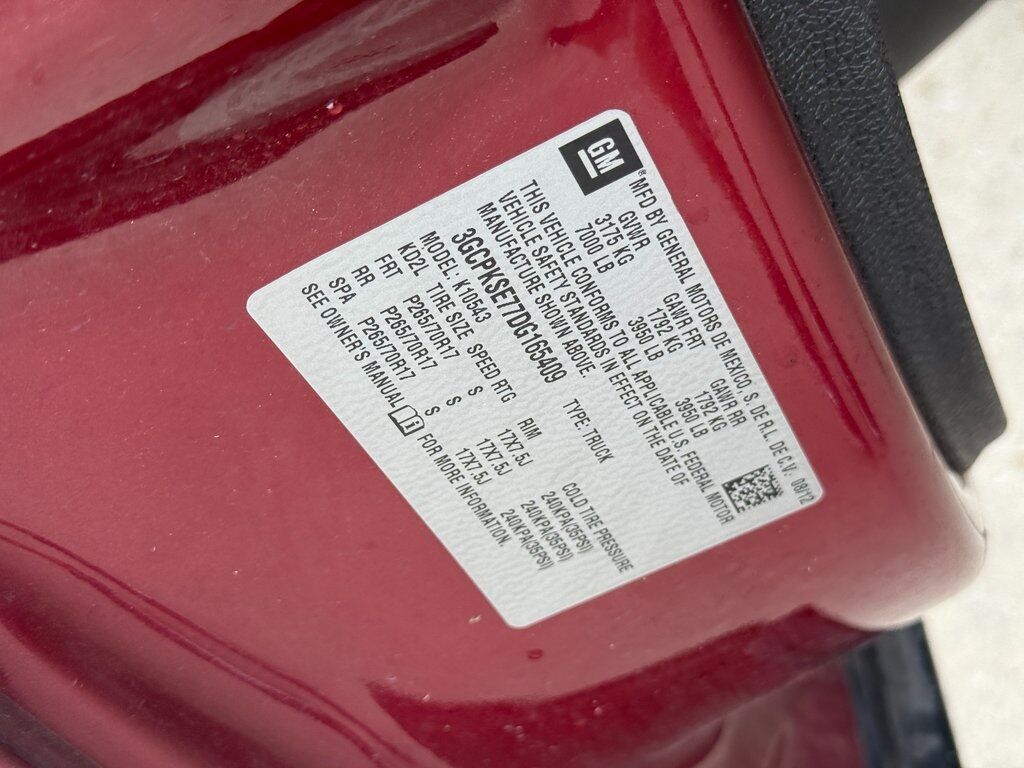 GM
® MFD BY GENERAL MOTORS DE MEXICO, S. DE R.L. DE C.V. 08/12
GVWR GAWR FRT GAWR RR
3175 KG 1792 KG 1792 KG
7000 LB 3950 LB 3950 LB
THIS VEHICLE CONFORMS TO ALL APPLICABLE U.S. FEDERAL MOTOR
VEHICLE SAFETY STANDARDS IN EFFECT ON THE DATE OF
MANUFACTURE SHOWN ABOVE.
3GCPKSE77DG165409 TYPE: TRUCK
MODEL: K10543
KD2L TIRE SIZE SPEED RTG RIM COLD TIRE PRESSURE
FRT P265/70R17 S 17X7.5J 240KPA(35PSI)
RR P265/70R17 S 17X7.5J 240KPA(35PSI)
SPA P265/70R17 S 17X7.5J 240KPA(35PSI)
SEE OWNER'S MANUAL FOR MORE INFORMATION.